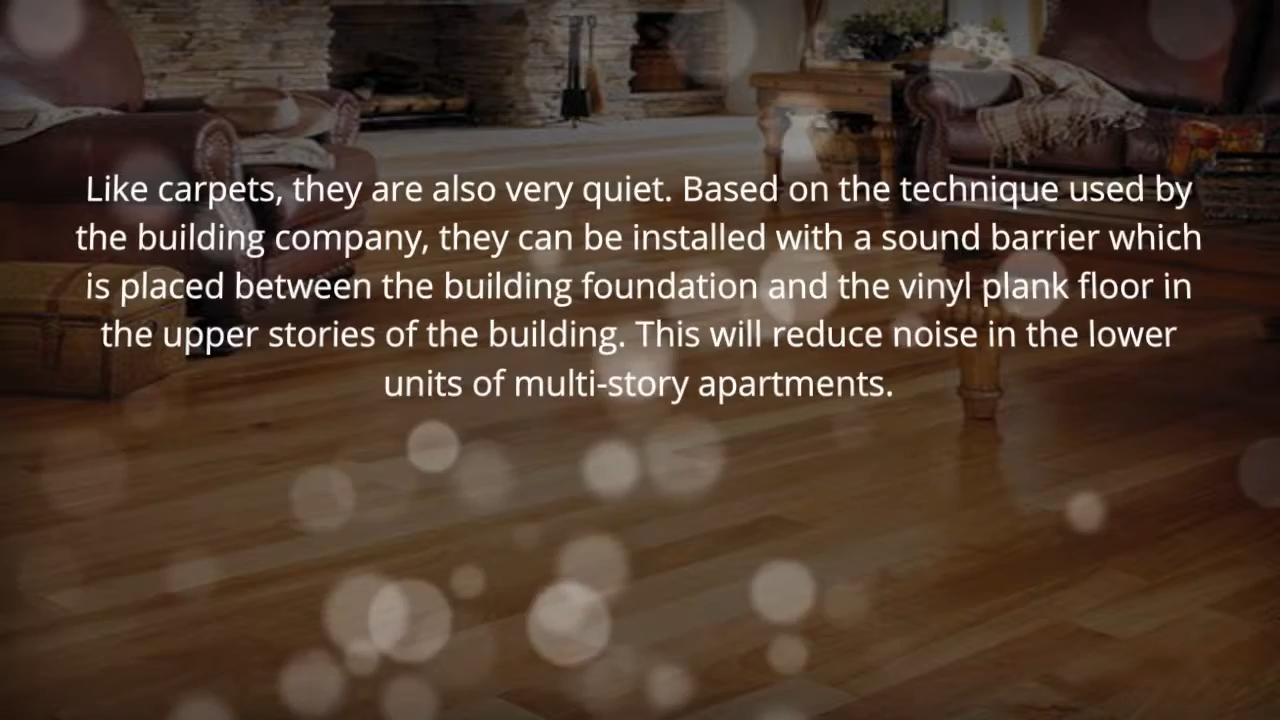 Like carpets, they are also very quiet. Based on the technique used by
the building company, they can be installed with a sound barrier which
is placed between the building foundation and the vinyl plank floor in
the upper stories of the building. This will reduce noise in the lower
units of multi-story apartments.